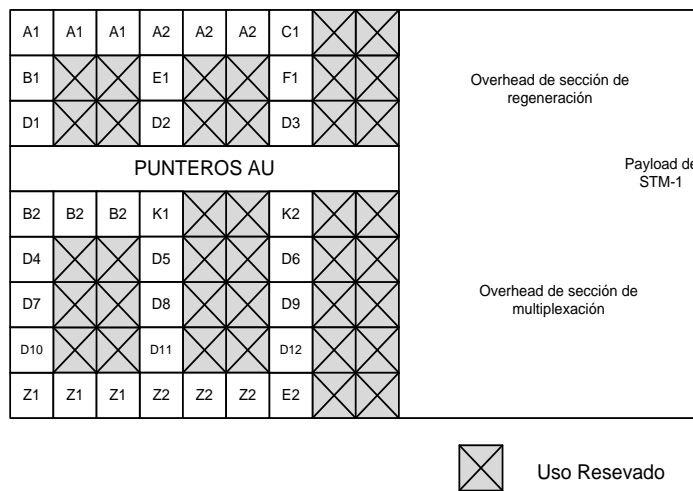 A1 A1 A1 A2 A2 A2 C1
B1 E1 F1
Overhead de sección de
regeneración
D1 D2 D3
PUNTEROS AU
Payload de
STM-1
B2 B2 B2 K1 K2
D4 D5 D6
D7 D8 D9
Overhead de sección de
multiplexación
D10 D11 D12
Z1 Z1 Z1 Z2 Z2 Z2 E2
Uso Resevado